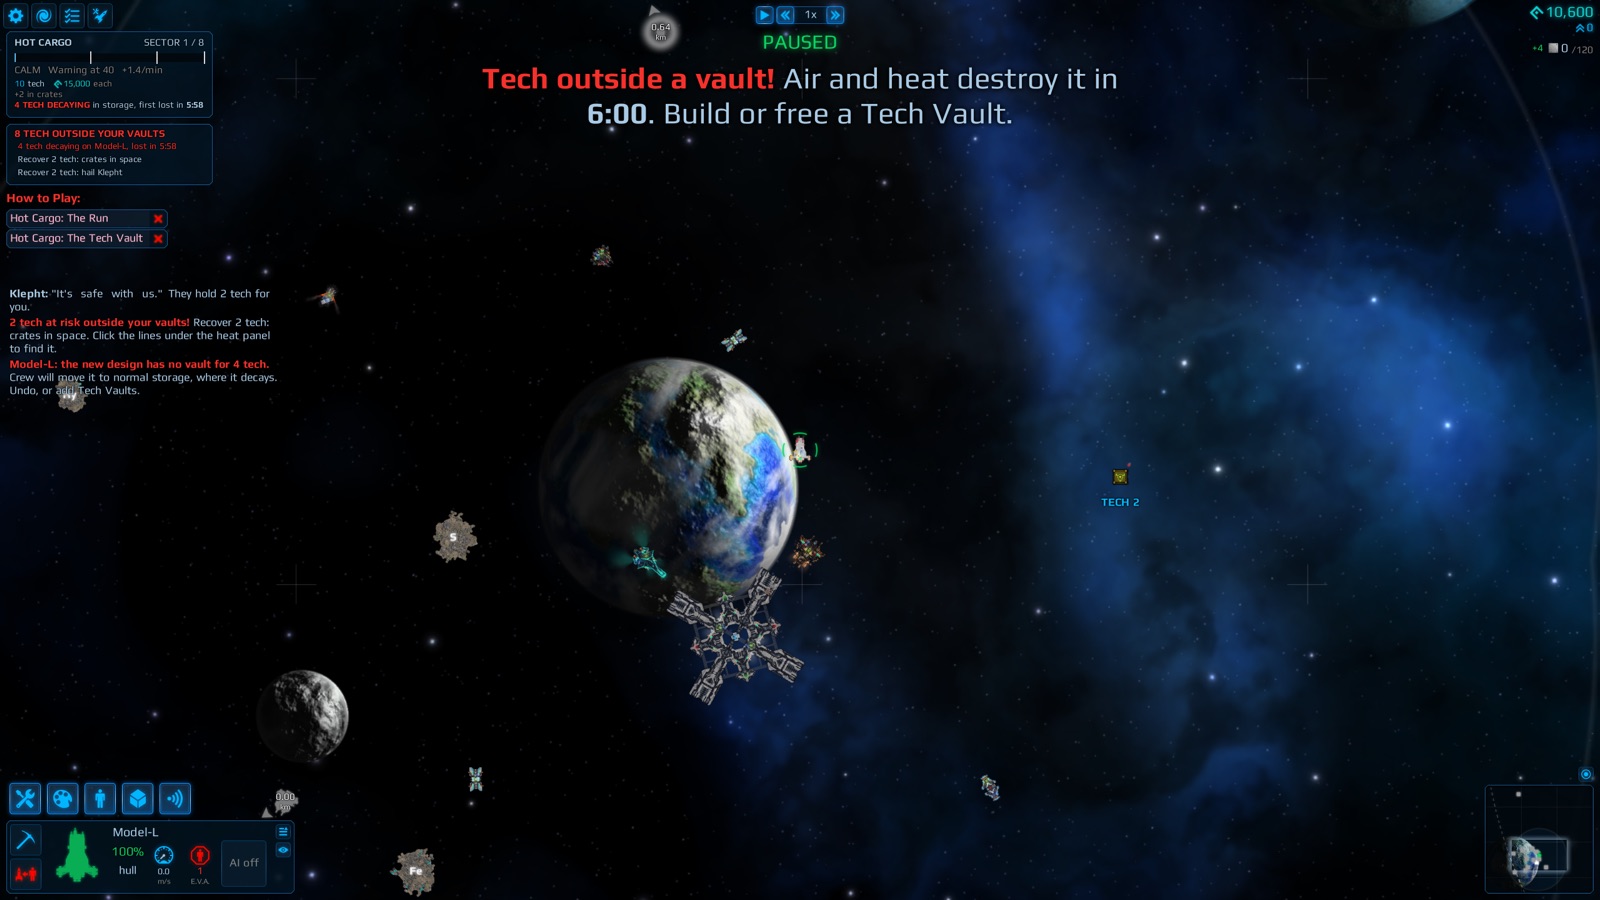 0.64
km
1x
10,600
0
PAUSED
+4 0 /120
HOT CARGO SECTOR 1 / 8
CALM Warning at 40 +1.4/min
10 tech 15,000 each
+2 in crates
4 TECH DECAYING in storage, first lost in 5:58
Tech outside a vault! Air and heat destroy it in
6:00. Build or free a Tech Vault.
8 TECH OUTSIDE YOUR VAULTS
4 tech decaying on Model-L, lost in 5:58
Recover 2 tech: crates in space
Recover 2 tech: hail Klepht
How to Play:
Hot Cargo: The Run
Hot Cargo: The Tech Vault
Klepht: "It's safe with us." They hold 2 tech for
you.
2 tech at risk outside your vaults! Recover 2 tech:
crates in space. Click the lines under the heat panel
to find it.
Model-L: the new design has no vault for 4 tech.
Crew will move it to normal storage, where it decays.
Undo, or add Tech Vaults.
TECH 2
S
0.00
km
Model-L
100%
hull
0.0
m/s
1
E.V.A.
AI off
Fe